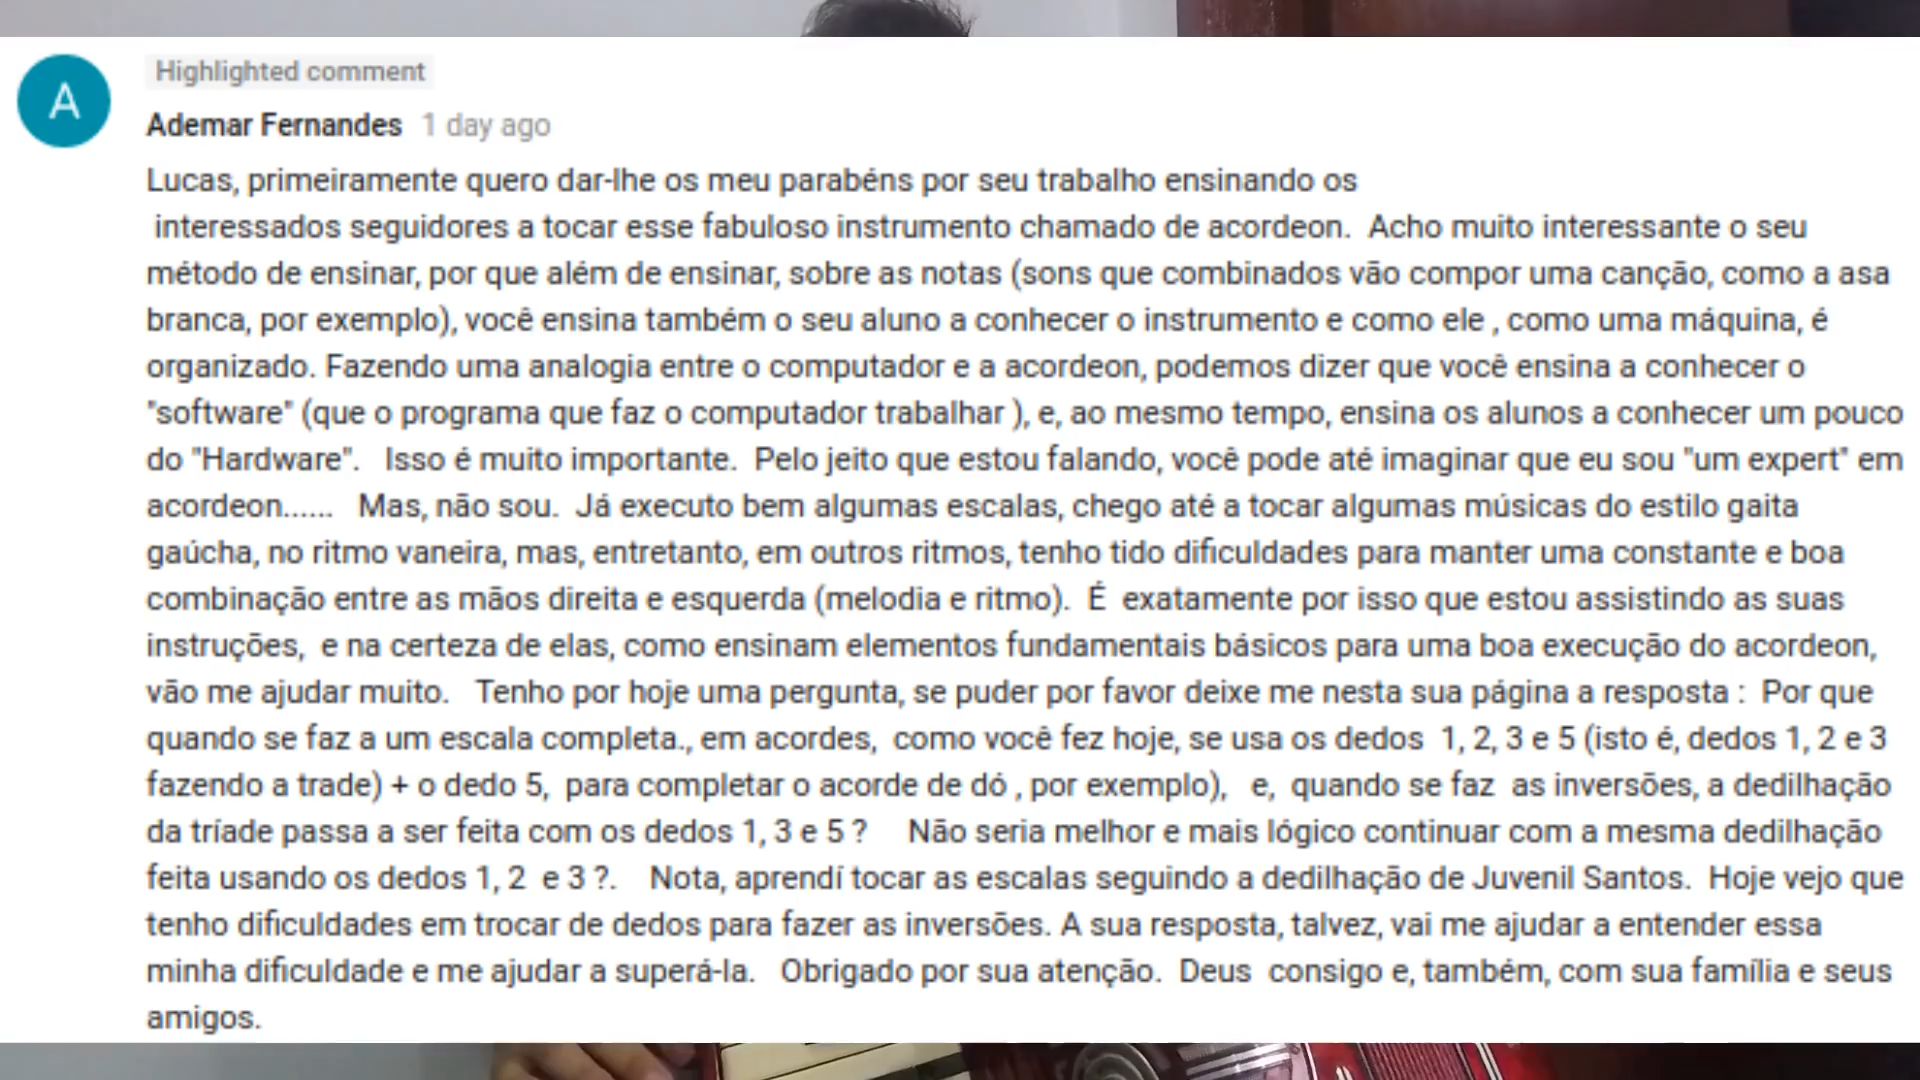 A
Highlighted comment
Ademar Fernandes 1 day ago
Lucas, primeiramente quero dar-lhe os meu parabéns por seu trabalho ensinando os
interessados seguidores a tocar esse fabuloso instrumento chamado de acordeon. Acho muito interessante o seu
método de ensinar, por que além de ensinar, sobre as notas (sons que combinados vão compor uma canção, como a asa
branca, por exemplo), você ensina também o seu aluno a conhecer o instrumento e como ele , como uma máquina, é
organizado. Fazendo uma analogia entre o computador e a acordeon, podemos dizer que você ensina a conhecer o
"software" (que o programa que faz o computador trabalhar ), e, ao mesmo tempo, ensina os alunos a conhecer um pouco
do "Hardware". Isso é muito importante. Pelo jeito que estou falando, você pode até imaginar que eu sou "um expert" em
acordeon...... Mas, não sou. Já executo bem algumas escalas, chego até a tocar algumas músicas do estilo gaita
gaúcha, no ritmo vaneira, mas, entretanto, em outros ritmos, tenho tido dificuldades para manter uma constante e boa
combinação entre as mãos direita e esquerda (melodia e ritmo). É exatamente por isso que estou assistindo as suas
instruções, e na certeza de elas, como ensinam elementos fundamentais básicos para uma boa execução do acordeon,
vão me ajudar muito. Tenho por hoje uma pergunta, se puder por favor deixe me nesta sua página a resposta : Por que
quando se faz a um escala completa., em acordes, como você fez hoje, se usa os dedos 1, 2, 3 e 5 (isto é, dedos 1, 2 e 3
fazendo a trade) + o dedo 5, para completar o acorde de dó , por exemplo), e, quando se faz as inversões, a dedilhação
da tríade passa a ser feita com os dedos 1, 3 e 5 ? Não seria melhor e mais lógico continuar com a mesma dedilhação
feita usando os dedos 1, 2 e 3 ?. Nota, aprendí tocar as escalas seguindo a dedilhação de Juvenil Santos. Hoje vejo que
tenho dificuldades em trocar de dedos para fazer as inversões. A sua resposta, talvez, vai me ajudar a entender essa
minha dificuldade e me ajudar a superá-la. Obrigado por sua atenção. Deus consigo e, também, com sua família e seus
amigos.